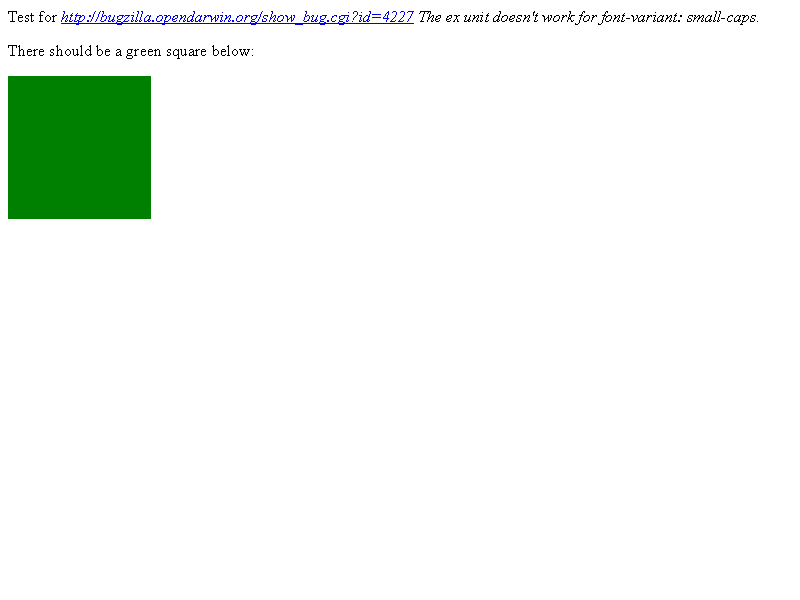 Test for http://bugzilla.opendarwin.org/show_bug.cgi?id=4227 The ex unit doesn't work for font-variant: small-caps.
There should be a green square below: